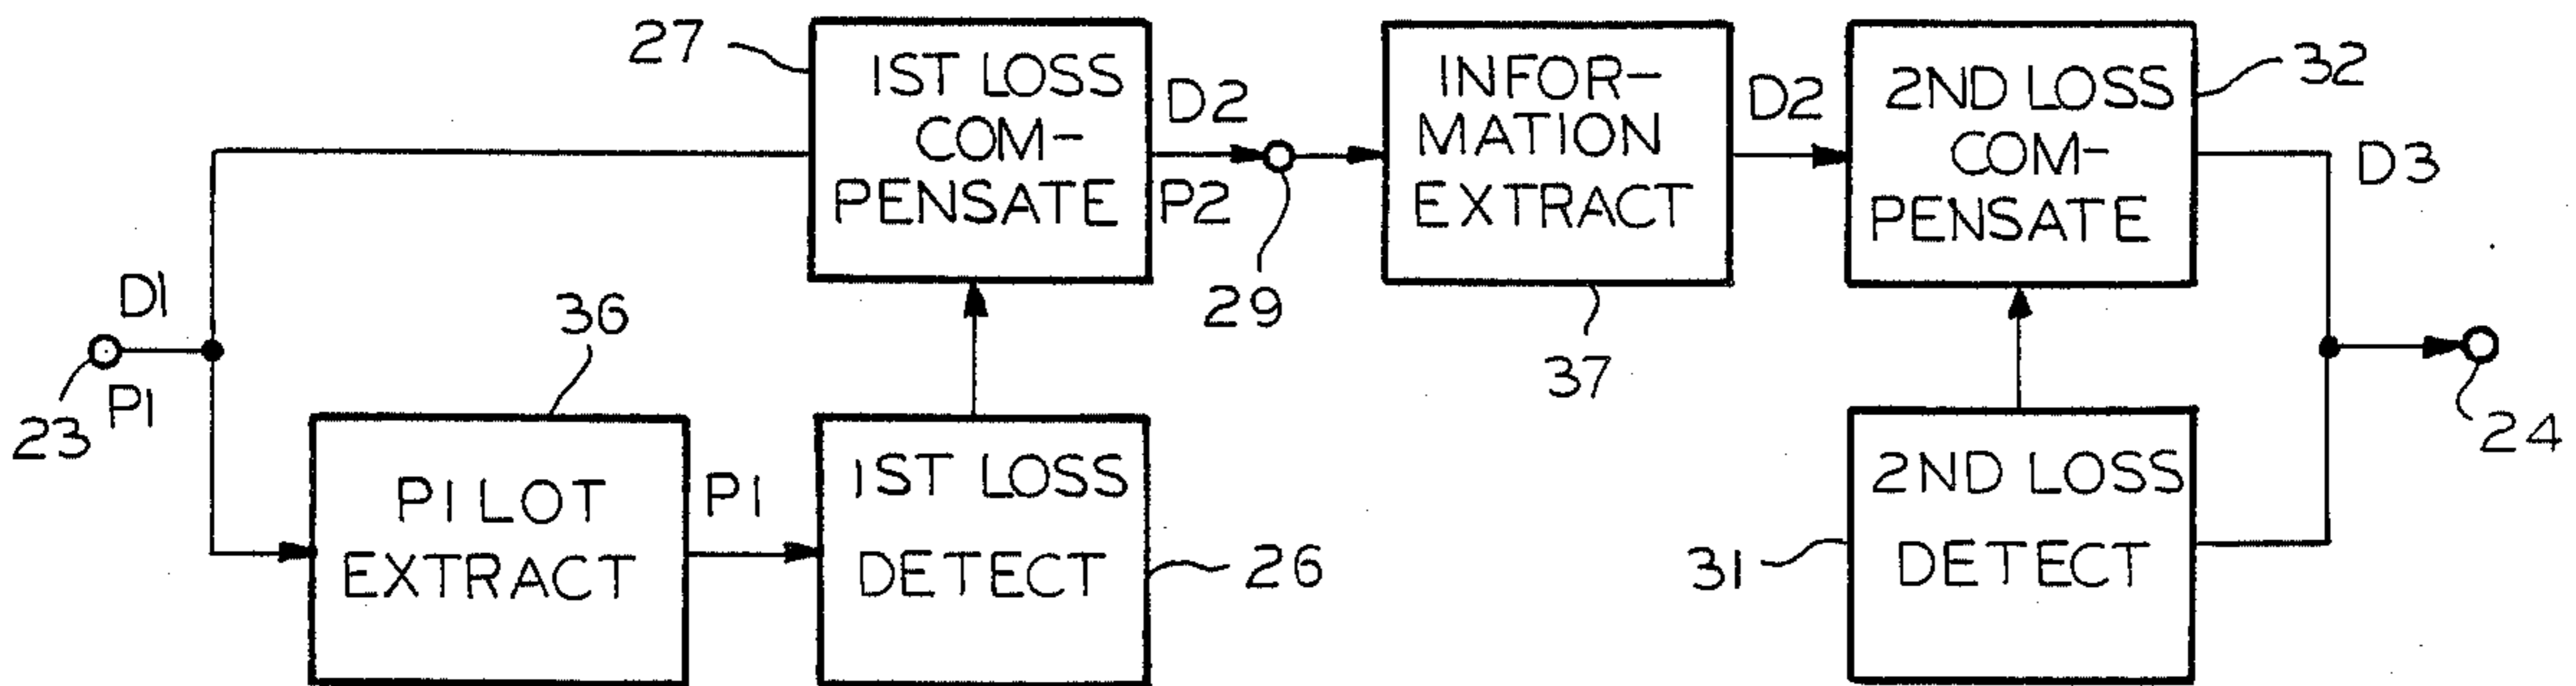 27
1ST LOSS
COM-
PENSATE
D2
P2
29
INFOR-
MATION
EXTRACT
37
D2
2ND LOSS
COM-
PENSATE
32
D3
D1
P1
23
36
PILOT
EXTRACT
P1
1ST LOSS
DETECT
26
31
2ND LOSS
DETECT
24